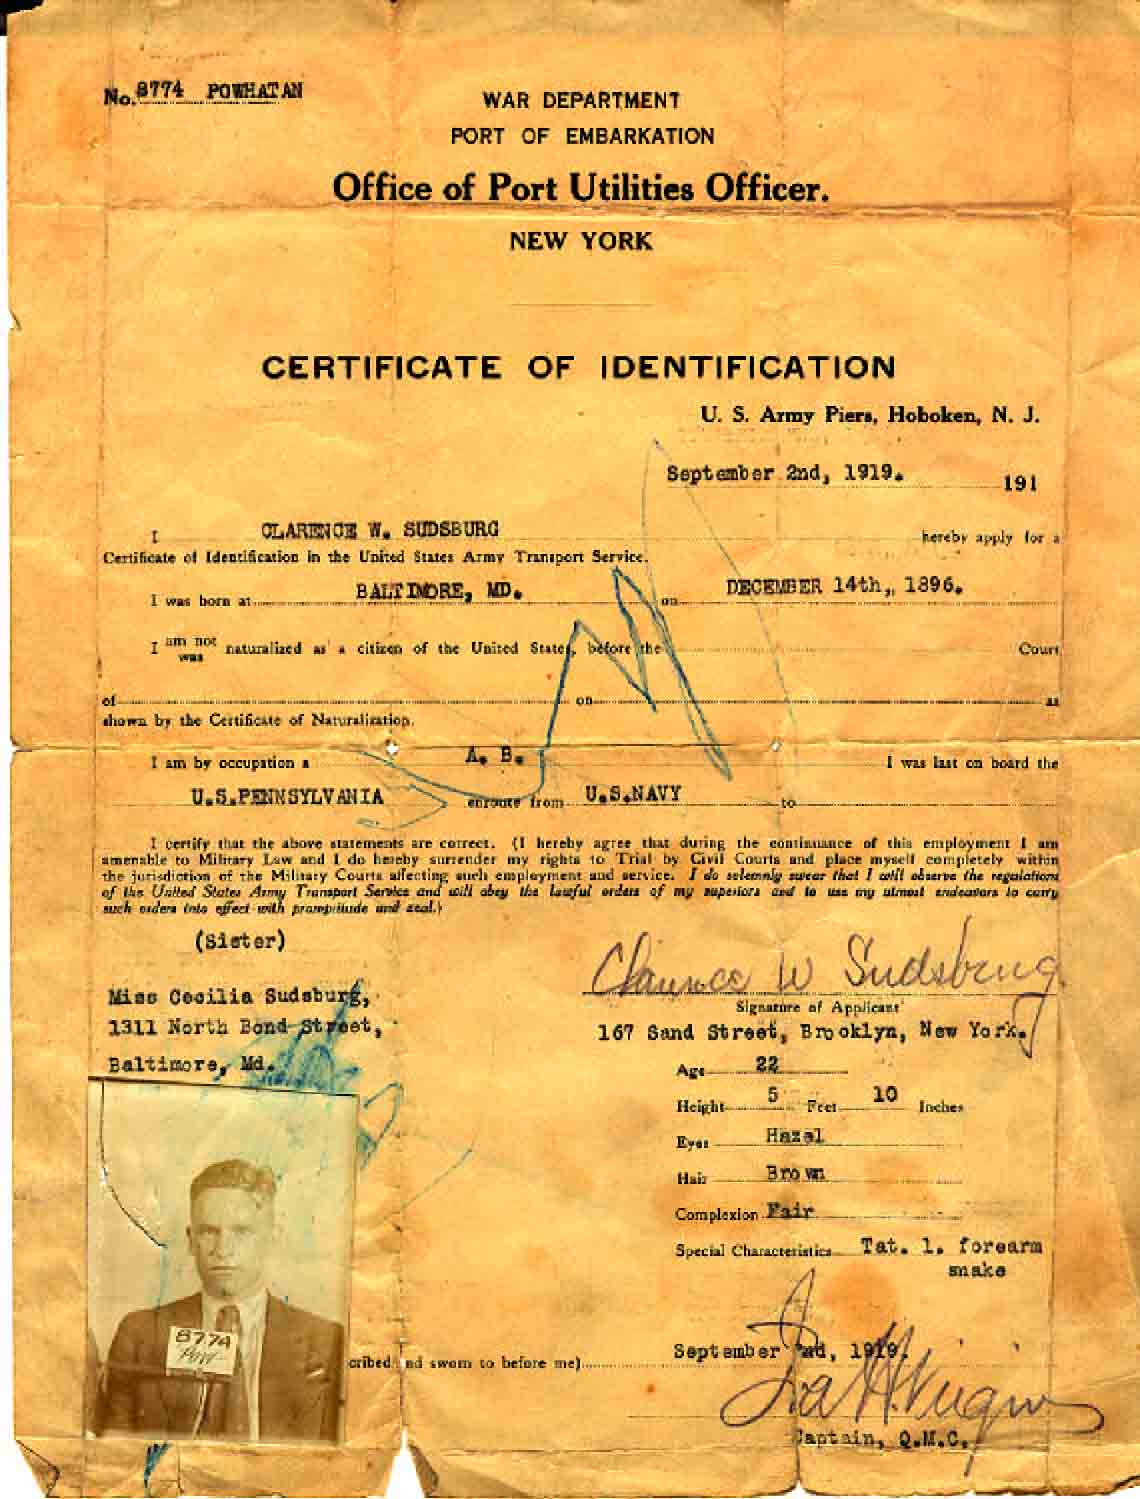 No. 8774 POWHATAN
WAR DEPARTMENT
PORT OF EMBARKATION
Office of Port Utilities Officer.
NEW YORK
CERTIFICATE OF IDENTIFICATION
U. S. Army Piers, Hoboken, N. J.
September 2nd, 1919. 191
I CLARENCE W. SUDSBURG hereby apply for a
Certificate of Identification in the United States Army Transport Service.
I was born at BALTIMORE, MD. on DECEMBER 14th,, 1896.
I am not
was naturalized as a citizen of the United States, before the Court
of on as
shown by the Certificate of Naturalization.
I am by occupation a A. B. I was last on board the
U.S.PENNSYLVANIA enroute from U.S.NAVY to
I certify that the above statements are correct. (I hereby agree that during the continuance of this employment I am
amenable to Military Law and I do hereby surrender my rights to Trial by Civil Courts and place myself completely within
the jurisdiction of the Military Courts affecting such employment and service. I do solemnly swear that I will observe the regulations
of the United States Army Transport Service and will obey the lawful orders of my superiors and to use my utmost endeavors to carry
such orders into effect with promptitude and zeal.)
(Sister)
Miss Cecilia Sudsburg,
1311 North Bond Street,
Baltimore, Md.
Clarence W Sudsburg
Signature of Applicant
167 Sand Street, Brooklyn, New York.
Age 22
Height 5 Feet 10 Inches
Eyes Hazel
Hair Brown
Complexion Fair
Special Characteristics Tat. l. forearm
snake
8774
Pow
cribed and sworn to before me) September 2nd, 1919.
Captain, Q.M.C.